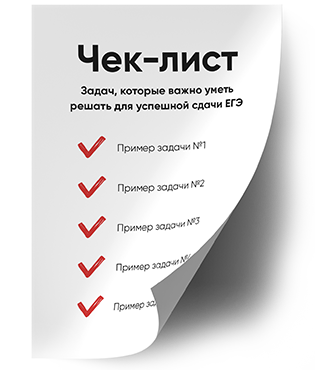 Чек-лист
Задач, которые важно уметь
решать для успешной сдачи ЕГЭ
Пример задачи №1
Пример задачи №2
Пример задачи №3
Пример задачи
Пример